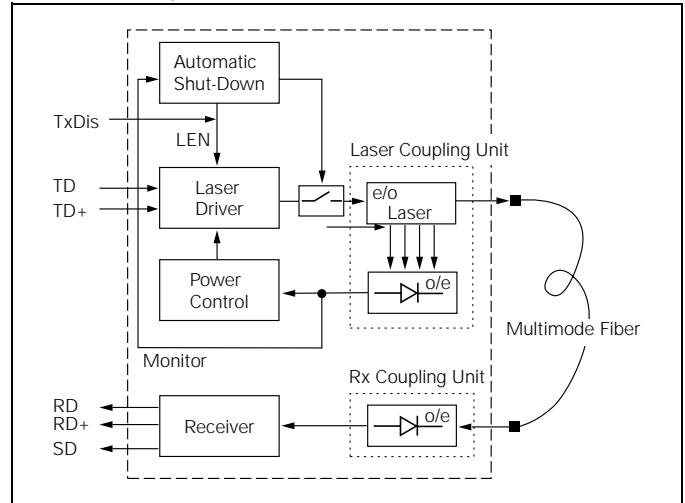 Automatic
Shut-Down
TxDis
LEN
Laser Coupling Unit
TD
TD+
Laser
Driver
e/o
Laser
Power
Control
o/e
Multimode Fiber
Monitor
Rx Coupling Unit
RD
RD+
SD
Receiver
o/e